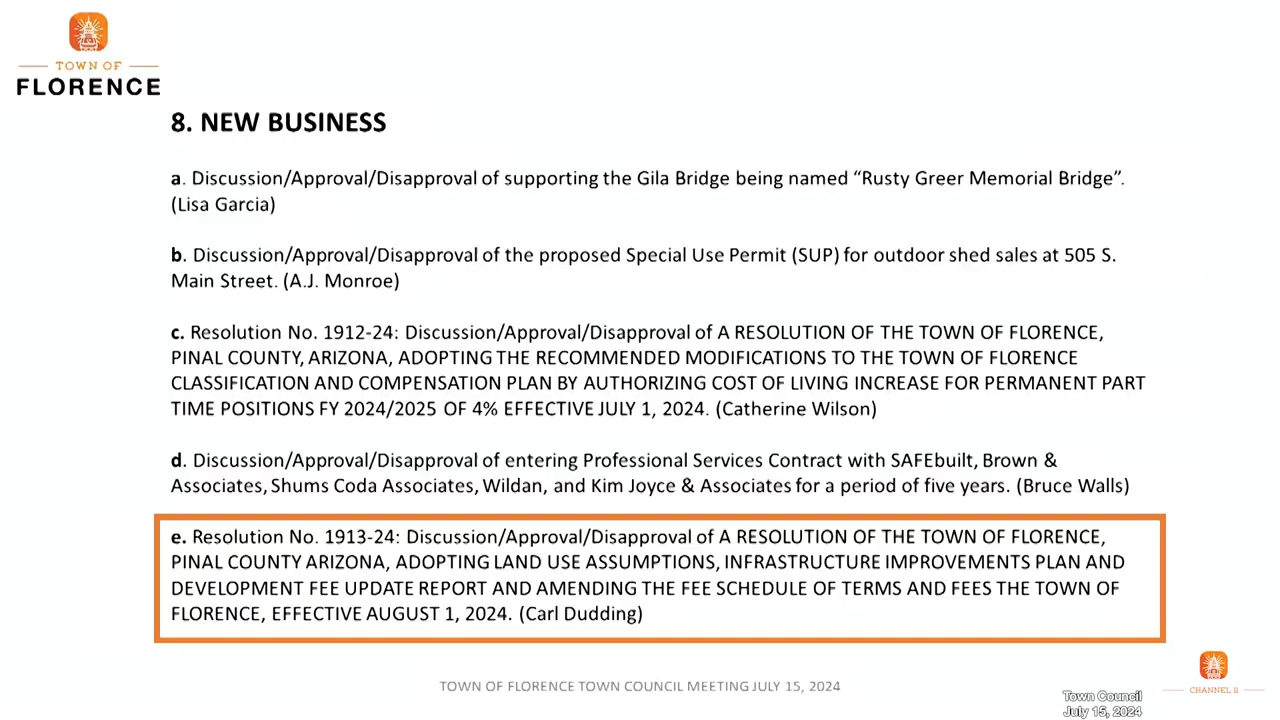 TOWN OF
FLORENCE
8. NEW BUSINESS
a. Discussion/Approval/Disapproval of supporting the Gila Bridge being named “Rusty Greer Memorial Bridge”.
(Lisa Garcia)
b. Discussion/Approval/Disapproval of the proposed Special Use Permit (SUP) for outdoor shed sales at 505 S.
Main Street. (A.J. Monroe)
c. Resolution No. 1912-24: Discussion/Approval/Disapproval of A RESOLUTION OF THE TOWN OF FLORENCE,
PINAL COUNTY, ARIZONA, ADOPTING THE RECOMMENDED MODIFICATIONS TO THE TOWN OF FLORENCE
CLASSIFICATION AND COMPENSATION PLAN BY AUTHORIZING COST OF LIVING INCREASE FOR PERMANENT PART
TIME POSITIONS FY 2024/2025 OF 4% EFFECTIVE JULY 1, 2024. (Catherine Wilson)
d. Discussion/Approval/Disapproval of entering Professional Services Contract with SAFEbuilt, Brown &
Associates, Shums Coda Associates, Wildan, and Kim Joyce & Associates for a period of five years. (Bruce Walls)
e. Resolution No. 1913-24: Discussion/Approval/Disapproval of A RESOLUTION OF THE TOWN OF FLORENCE,
PINAL COUNTY ARIZONA, ADOPTING LAND USE ASSUMPTIONS, INFRASTRUCTURE IMPROVEMENTS PLAN AND
DEVELOPMENT FEE UPDATE REPORT AND AMENDING THE FEE SCHEDULE OF TERMS AND FEES THE TOWN OF
FLORENCE, EFFECTIVE AUGUST 1, 2024. (Carl Dudding)
TOWN OF FLORENCE TOWN COUNCIL MEETING JULY 15, 2024
Town Council
July 15, 2024
CHANNEL 11